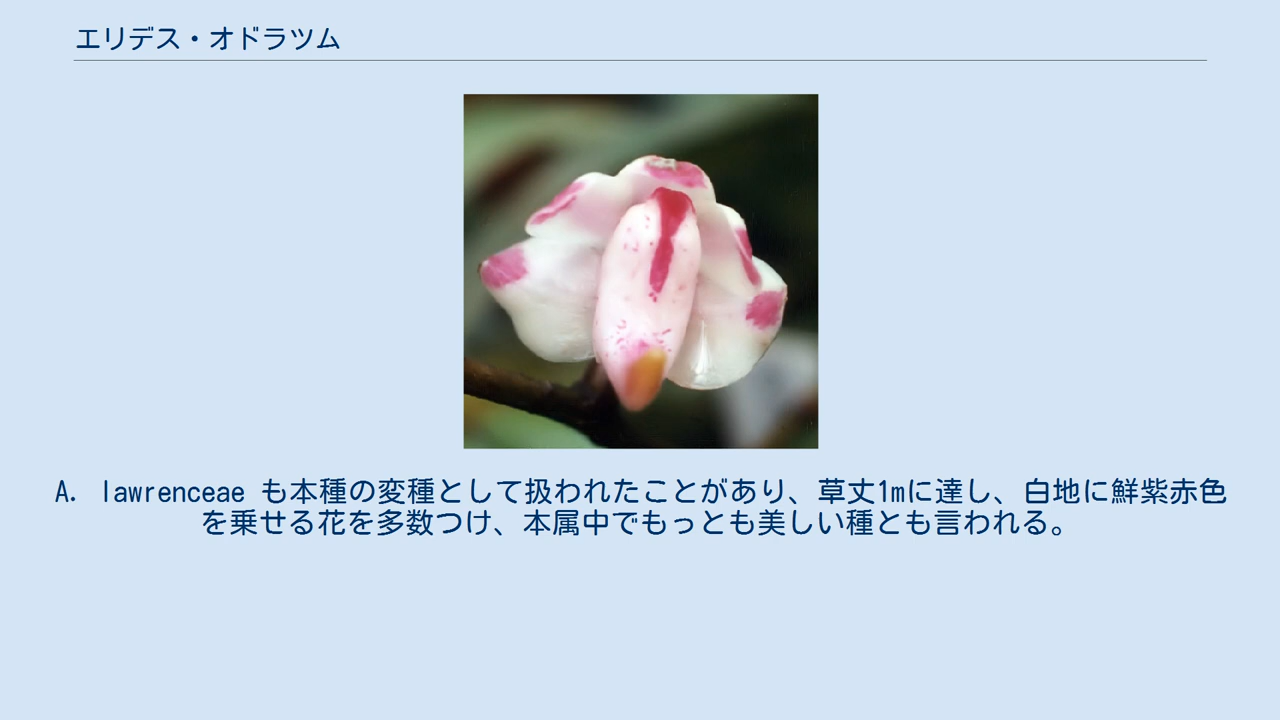 エリデス・オドラツム
A. lawrenceae も本種の変種として扱われたことがあり、草丈1mに達し、白地に鮮紫赤色
を乗せる花を多数つけ、本属中でもっとも美しい種とも言われる。